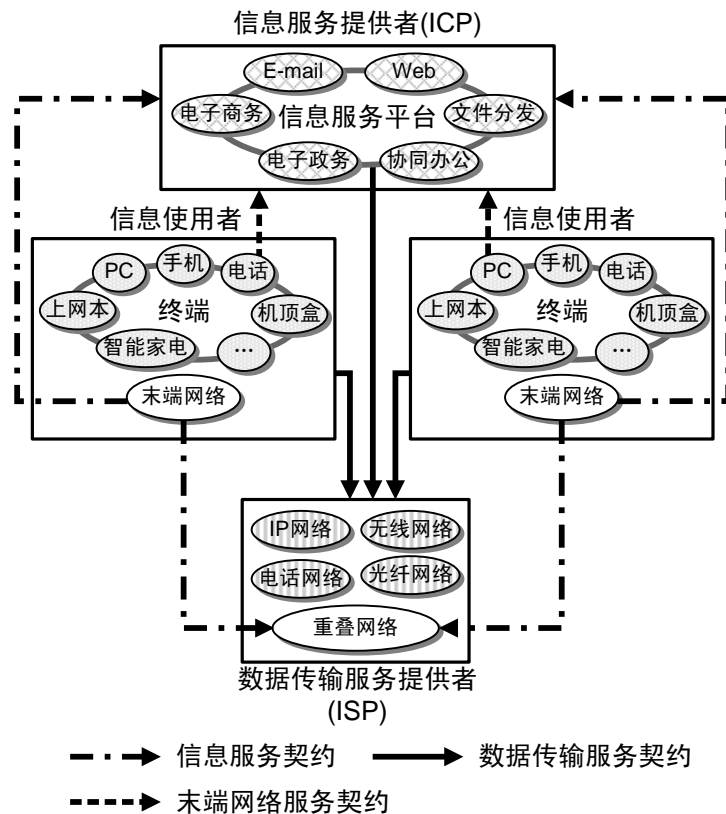 信息服务提供者(ICP)
E-mail
Web
电子商务
信息服务平台
文件分发
电子政务
协同办公
信息使用者
信息使用者
PC
手机
电话
上网本
终端
机顶盒
智能家电
...
末端网络
PC
手机
电话
上网本
终端
机顶盒
智能家电
...
末端网络
IP网络
无线网络
电话网络
光纤网络
重叠网络
数据传输服务提供者
(ISP)
信息服务契约
数据传输服务契约
末端网络服务契约